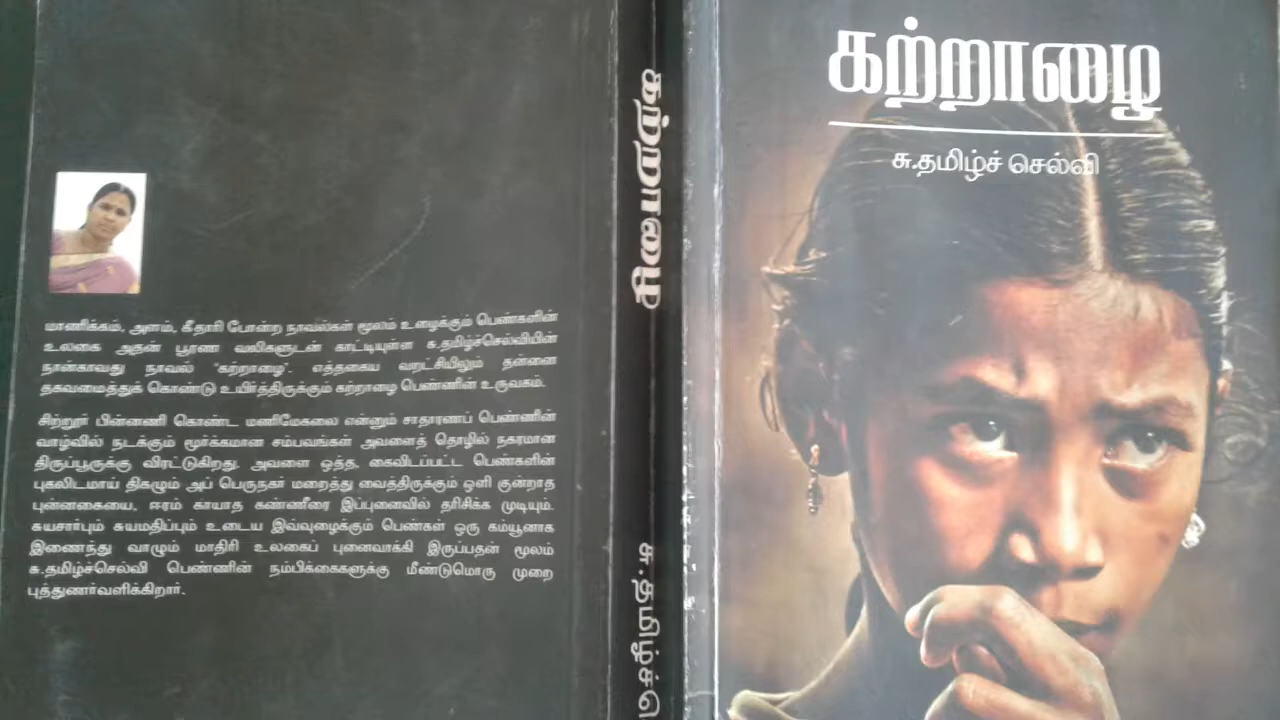 கற்றாழை
சு.தமிழ்ச் செல்வி
கற்றாழை
சு.தமிழ்ச்செ
மாணிக்கம், அளம், கீதாரி போன்ற நாவல்கள் மூலம் உழைக்கும் பெண்களின்
உலகை அதன் பூரண வலிகளுடன் காட்டியுள்ள சு.தமிழ்ச்செல்வியின்
நான்காவது நாவல் "கற்றாழை". எத்தகைய வறட்சியிலும் தன்னை
தகவமைத்துக் கொண்டு உயிர்த்திருக்கும் கற்றாழை பெண்ணின் உருவகம்.
சிற்றூர் பின்னணி கொண்ட மணிமேகலை என்னும் சாதாரணப் பெண்ணின்
வாழ்வில் நடக்கும் மூர்க்கமான சம்பவங்கள் அவளைத் தொழில் நகரமான
திருப்பூருக்கு விரட்டுகிறது. அவளை ஒத்த, கைவிடப்பட்ட பெண்களின்
புகலிடமாய் திகழும் அப் பெருநகர் மறைத்து வைத்திருக்கும் ஒளி குன்றாத
புன்னகையை, ஈரம் காயாத கண்ணீரை இப்புனைவில் தரிசிக்க முடியும்.
சுயசார்பும் சுயமதிப்பும் உடைய இவ்வுழைக்கும் பெண்கள் ஒரு கம்யூனாக
இணைந்து வாழும் மாதிரி உலகைப் புனைவாக்கி இருப்பதன் மூலம்
சு.தமிழ்ச்செல்வி பெண்ணின் நம்பிக்கைகளுக்கு மீண்டுமொரு முறை
புத்துணர்வளிக்கிறார்.